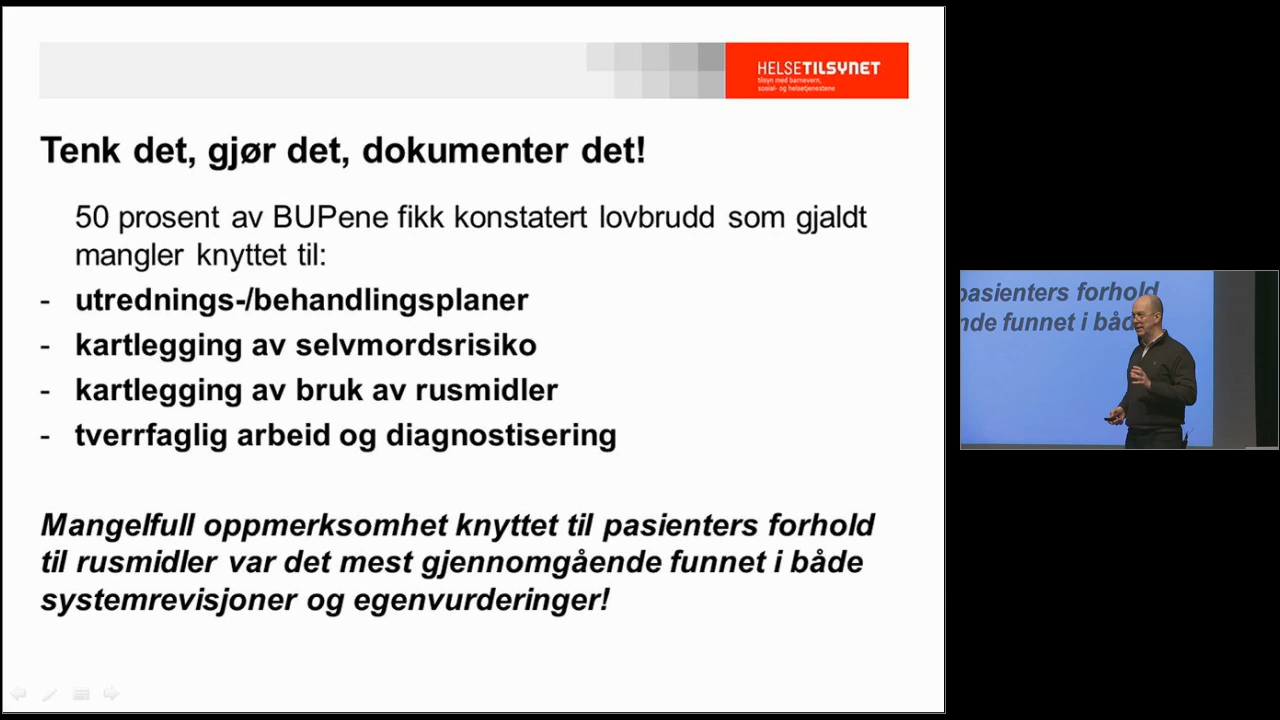 HELSETILSYNET
tilsyn med barnevern,
sosial- og helsetjenestene
Tenk det, gjør det, dokumenter det!
50 prosent av BUPene fikk konstatert lovbrudd som gjaldt
mangler knyttet til:
- utrednings-/behandlingsplaner
- kartlegging av selvmordsrisiko
- kartlegging av bruk av rusmidler
- tverrfaglig arbeid og diagnostisering
Mangelfull oppmerksomhet knyttet til pasienters forhold
til rusmidler var det mest gjennomgående funnet i både
systemrevisjoner og egenvurderinger!
pasienters forhold
nde funnet i båd